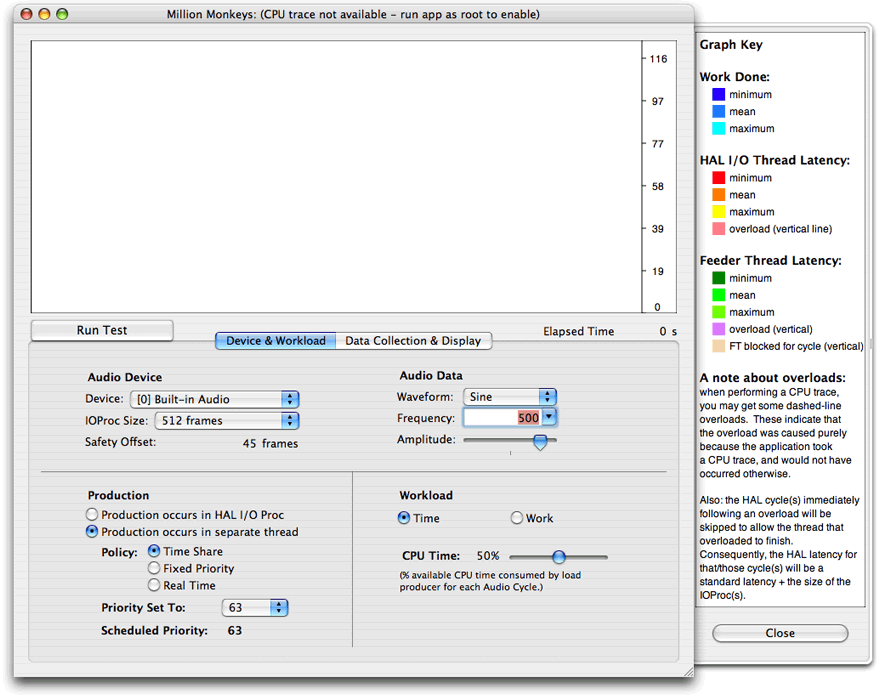 Million Monkeys: (CPU trace not available - run app as root to enable)
116
97
77
58
39
19
0
Run Test
Device & Workload
Data Collection & Display
Elapsed Time
0 s
Audio Device
Device: [0] Built-in Audio
IOProc Size: 512 frames
Safety Offset: 45 frames
Audio Data
Waveform: Sine
Frequency: 500
Amplitude:
Production
Production occurs in HAL I/O Proc
Production occurs in separate thread
Policy: Time Share
Fixed Priority
Real Time
Priority Set To: 63
Scheduled Priority: 63
Workload
Time
Work
CPU Time: 50%
(% available CPU time consumed by load
producer for each Audio Cycle.)
Graph Key
Work Done:
minimum
mean
maximum
HAL I/O Thread Latency:
minimum
mean
maximum
overload (vertical line)
Feeder Thread Latency:
minimum
mean
maximum
overload (vertical)
FT blocked for cycle (vertical)
A note about overloads:
when performing a CPU trace,
you may get some dashed-line
overloads. These indicate that
the overload was caused purely
because the application took
a CPU trace, and would not have
occurred otherwise.
Also: the HAL cycle(s) immediately
following an overload will be
skipped to allow the thread that
overloaded to finish.
Consequently, the HAL latency for
that/those cycle(s) will be a
standard latency + the size of the
IOProc(s).
Close